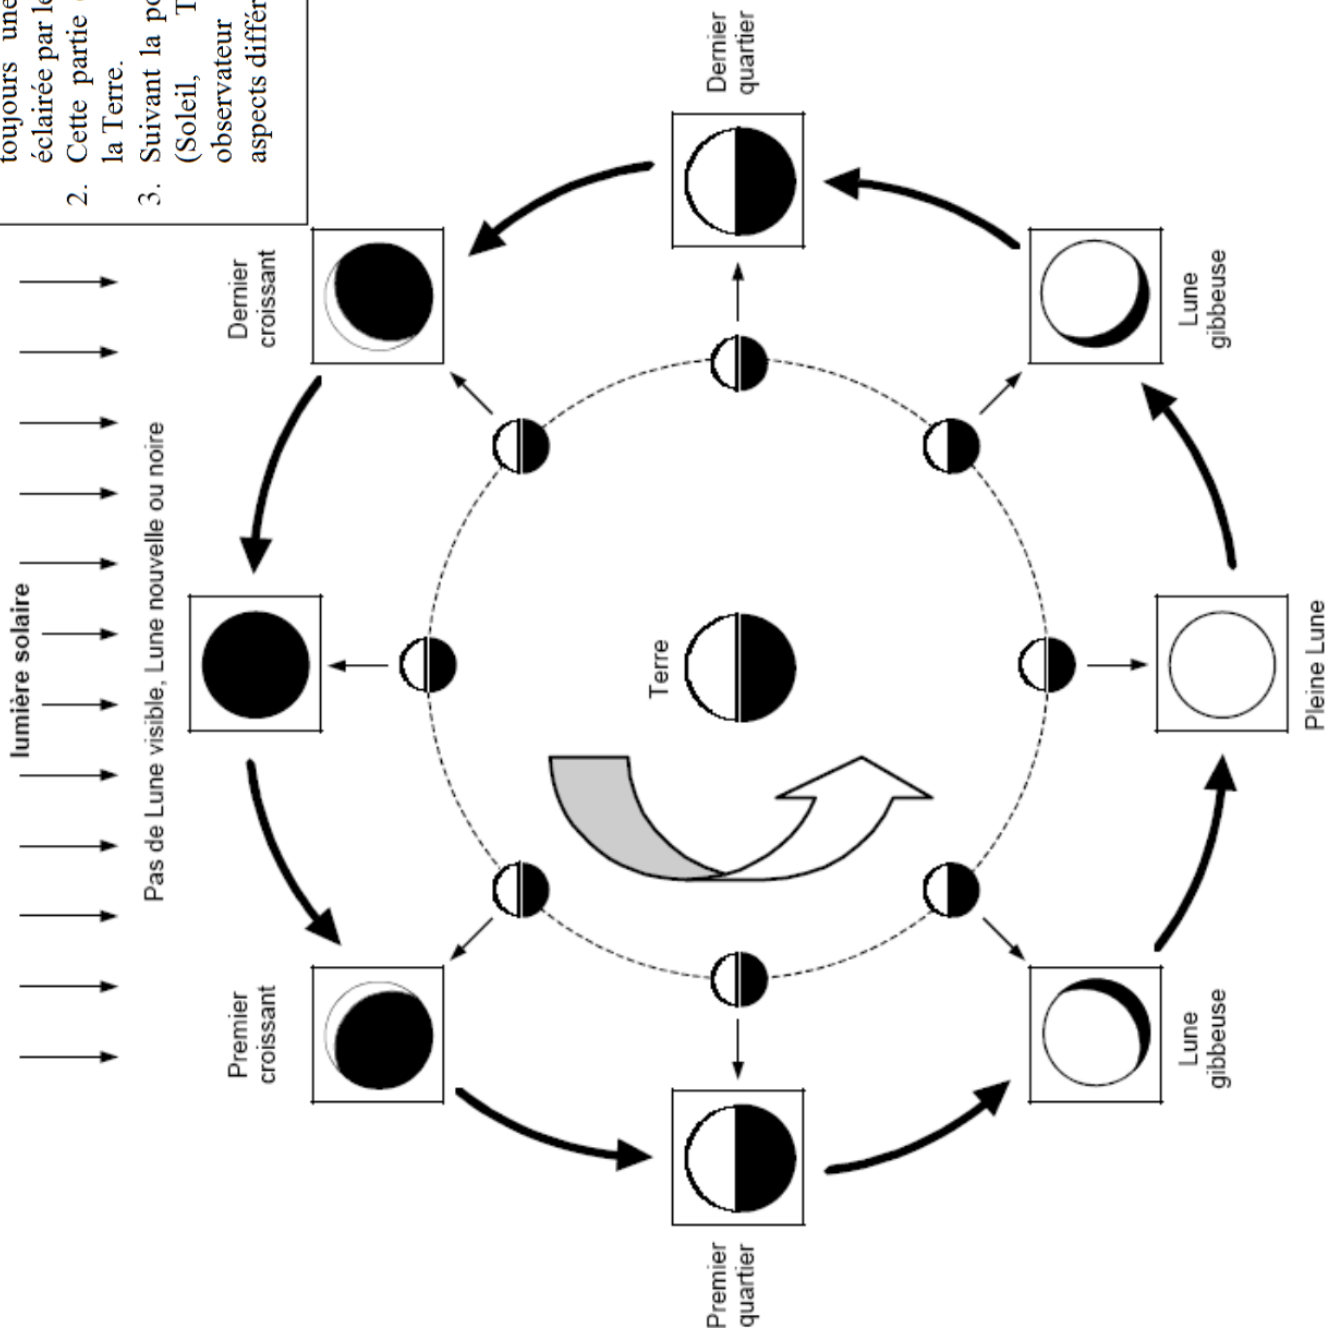 lumière solaire
toujours une
éclairée par le
2. Cette partie
la Terre.
3. Suivant la po
(Soleil, T
observateur
aspects différ
Pas de Lune visible, Lune nouvelle ou noire
Premier
croissant
Dernier
croissant
Terre
Premier
quartier
Dernier
quartier
Lune
gibbeuse
Lune
gibbeuse
Pleine Lune